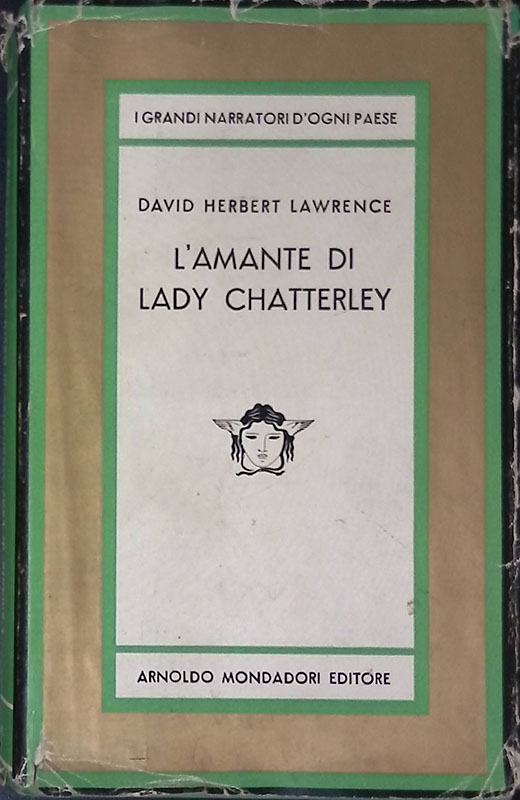 I GRANDI NARRATORI D'OGNI PAESE
DAVID HERBERT LAWRENCE
L'AMANTE DI
LADY CHATTERLEY
ARNOLDO MONDADORI EDITORE